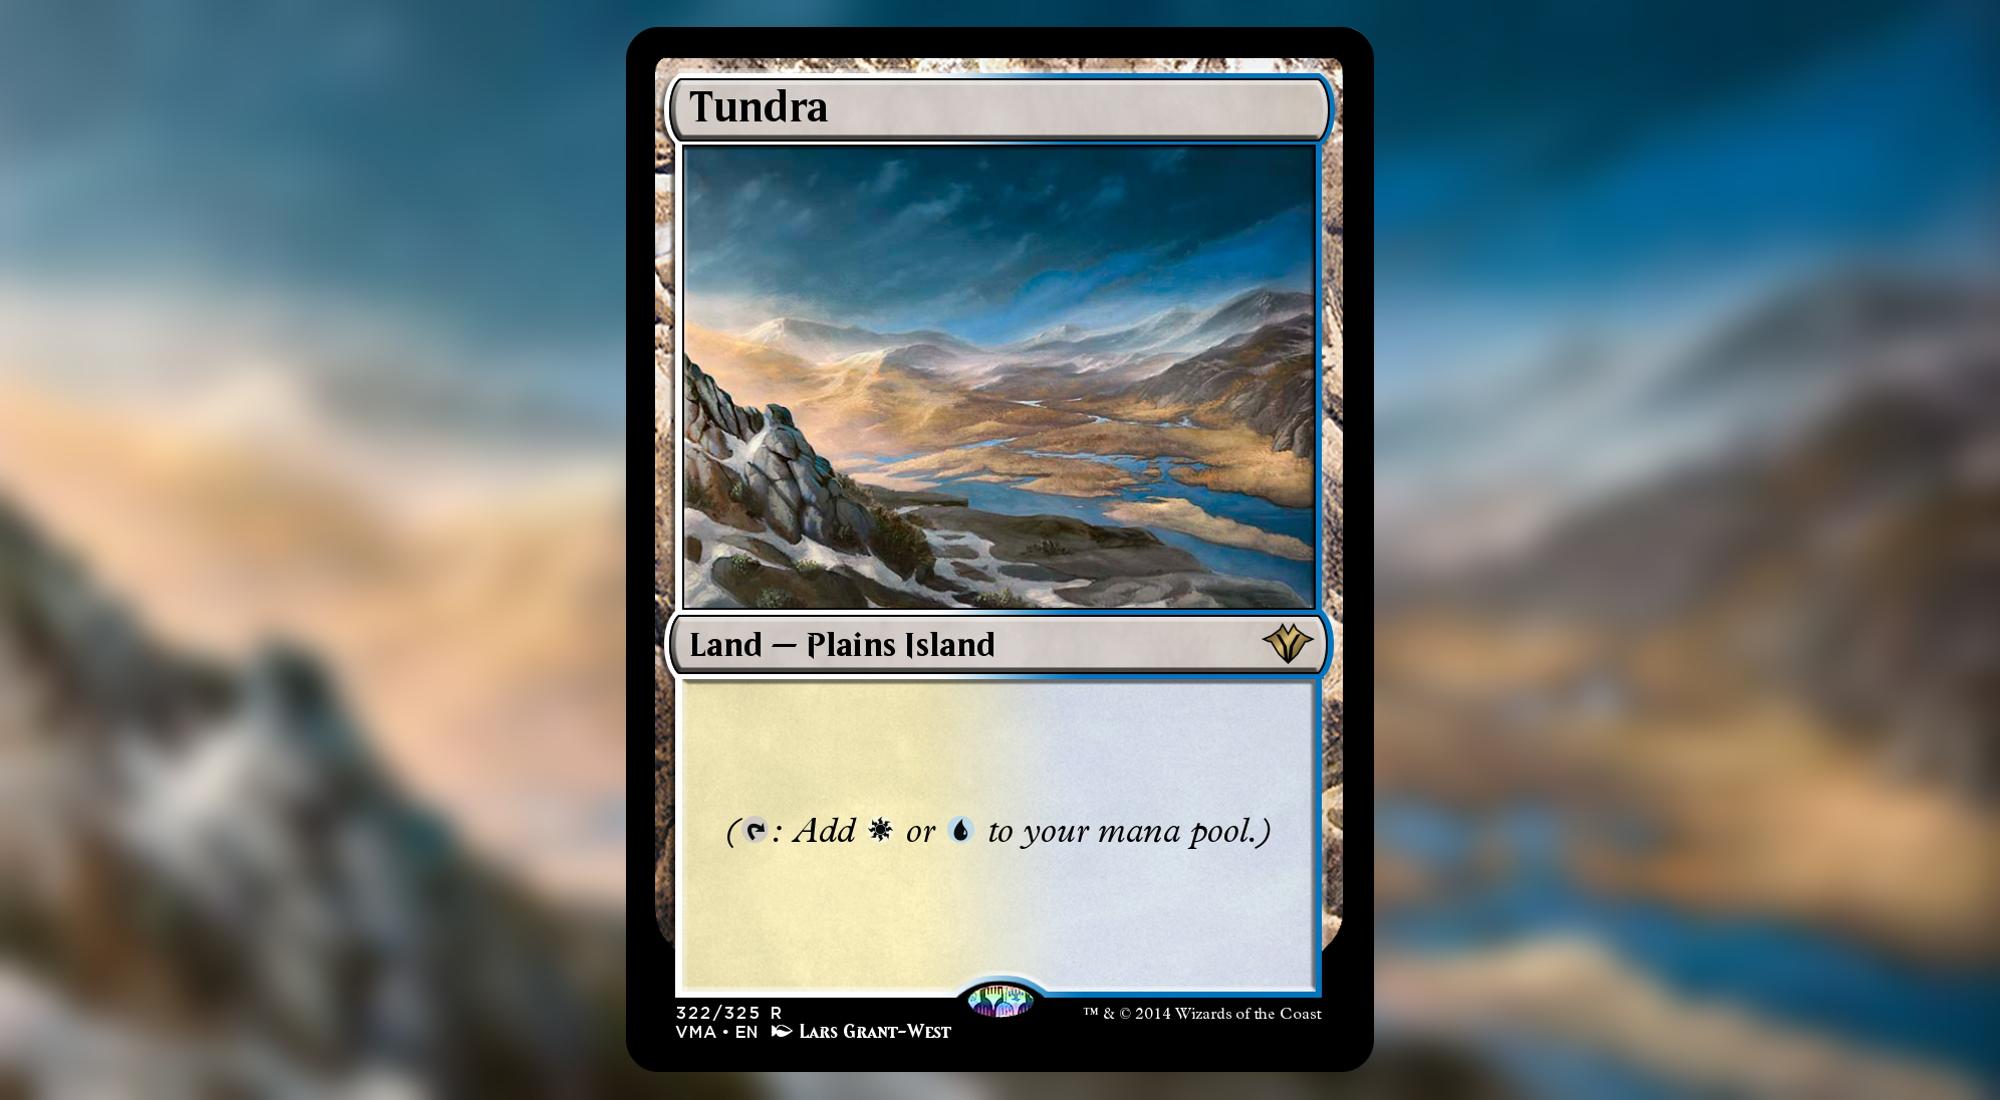 Tundra
Land — Plains Island
(: Add or to your mana pool.)
322/325 R
VMA • EN Lars Grant-West
™ & © 2014 Wizards of the Coast